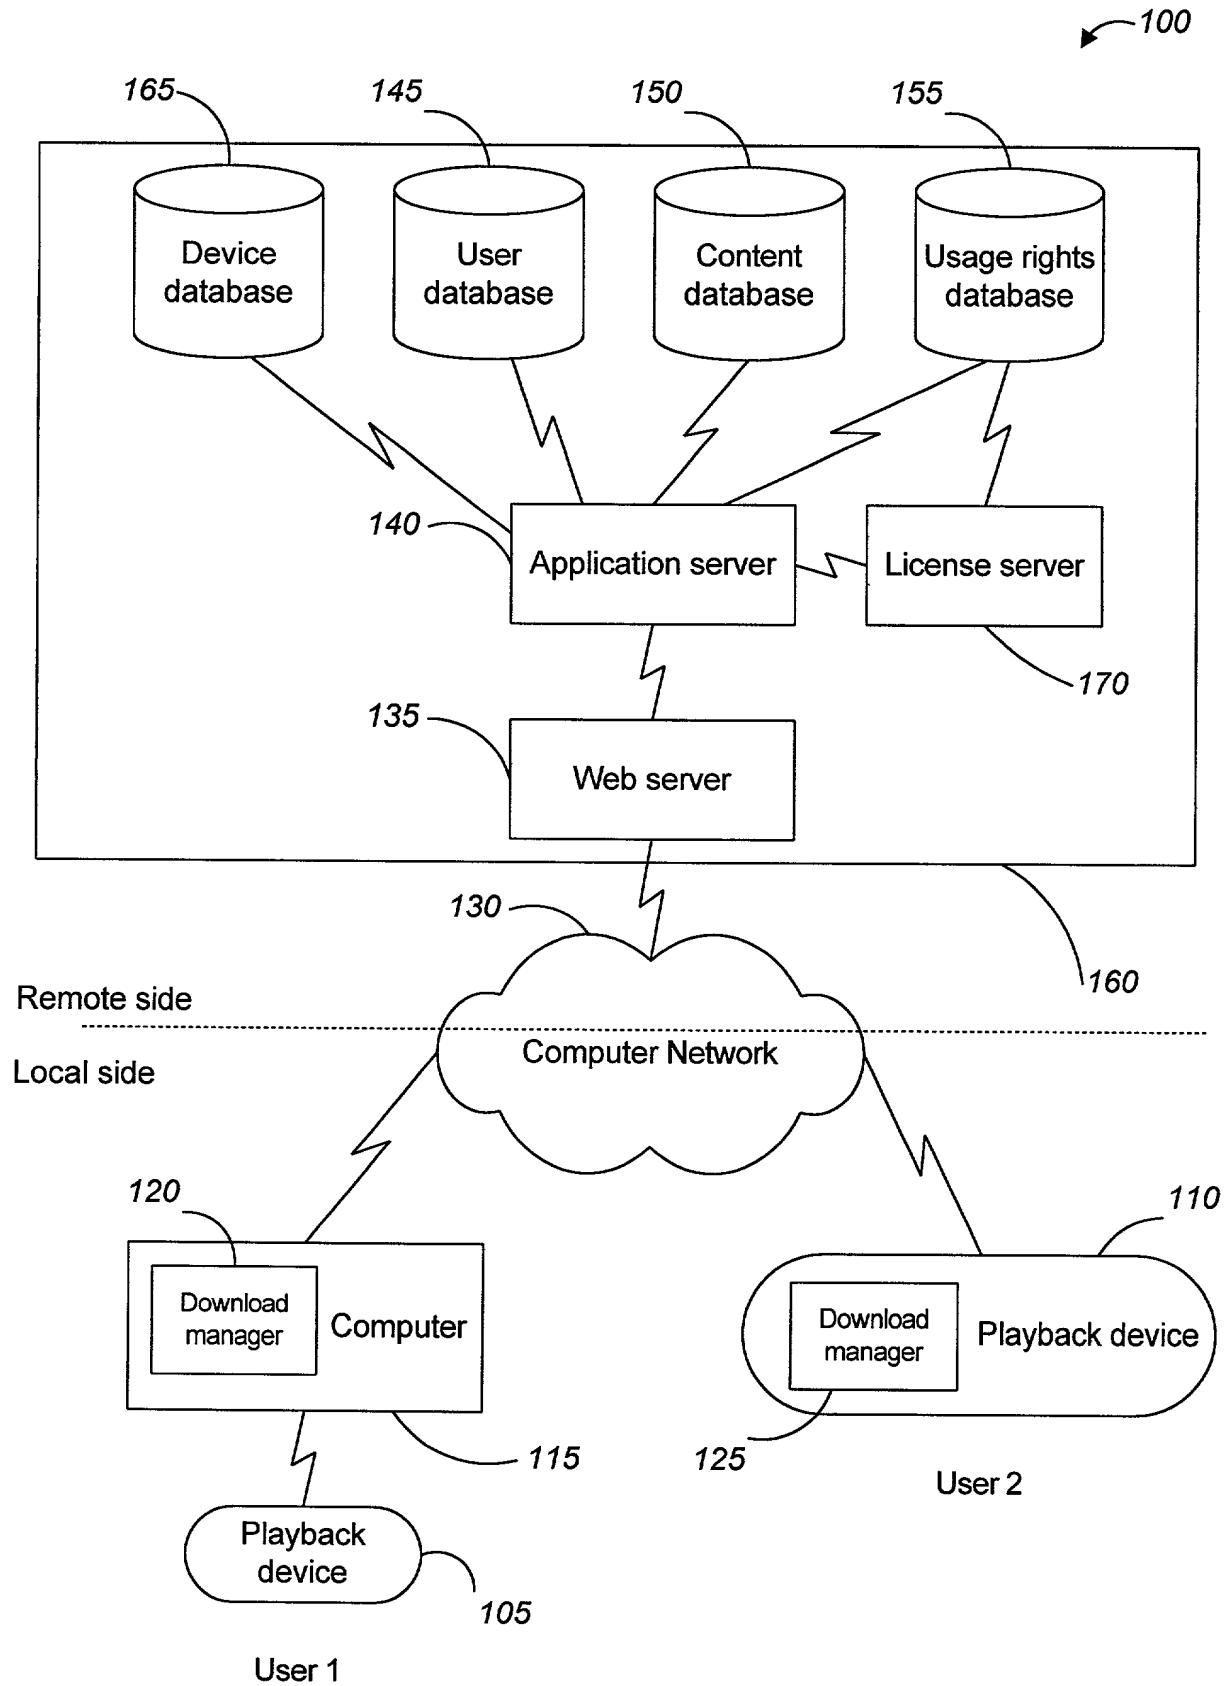 100
165
145
150
155
Device
database
User
database
Content
database
Usage rights
database
140
Application server
License server
170
135
Web server
130
160
Remote side
Computer Network
Local side
120
110
Download
manager
Computer
Download
manager
Playback device
115
125
User 2
Playback
device
105
User 1